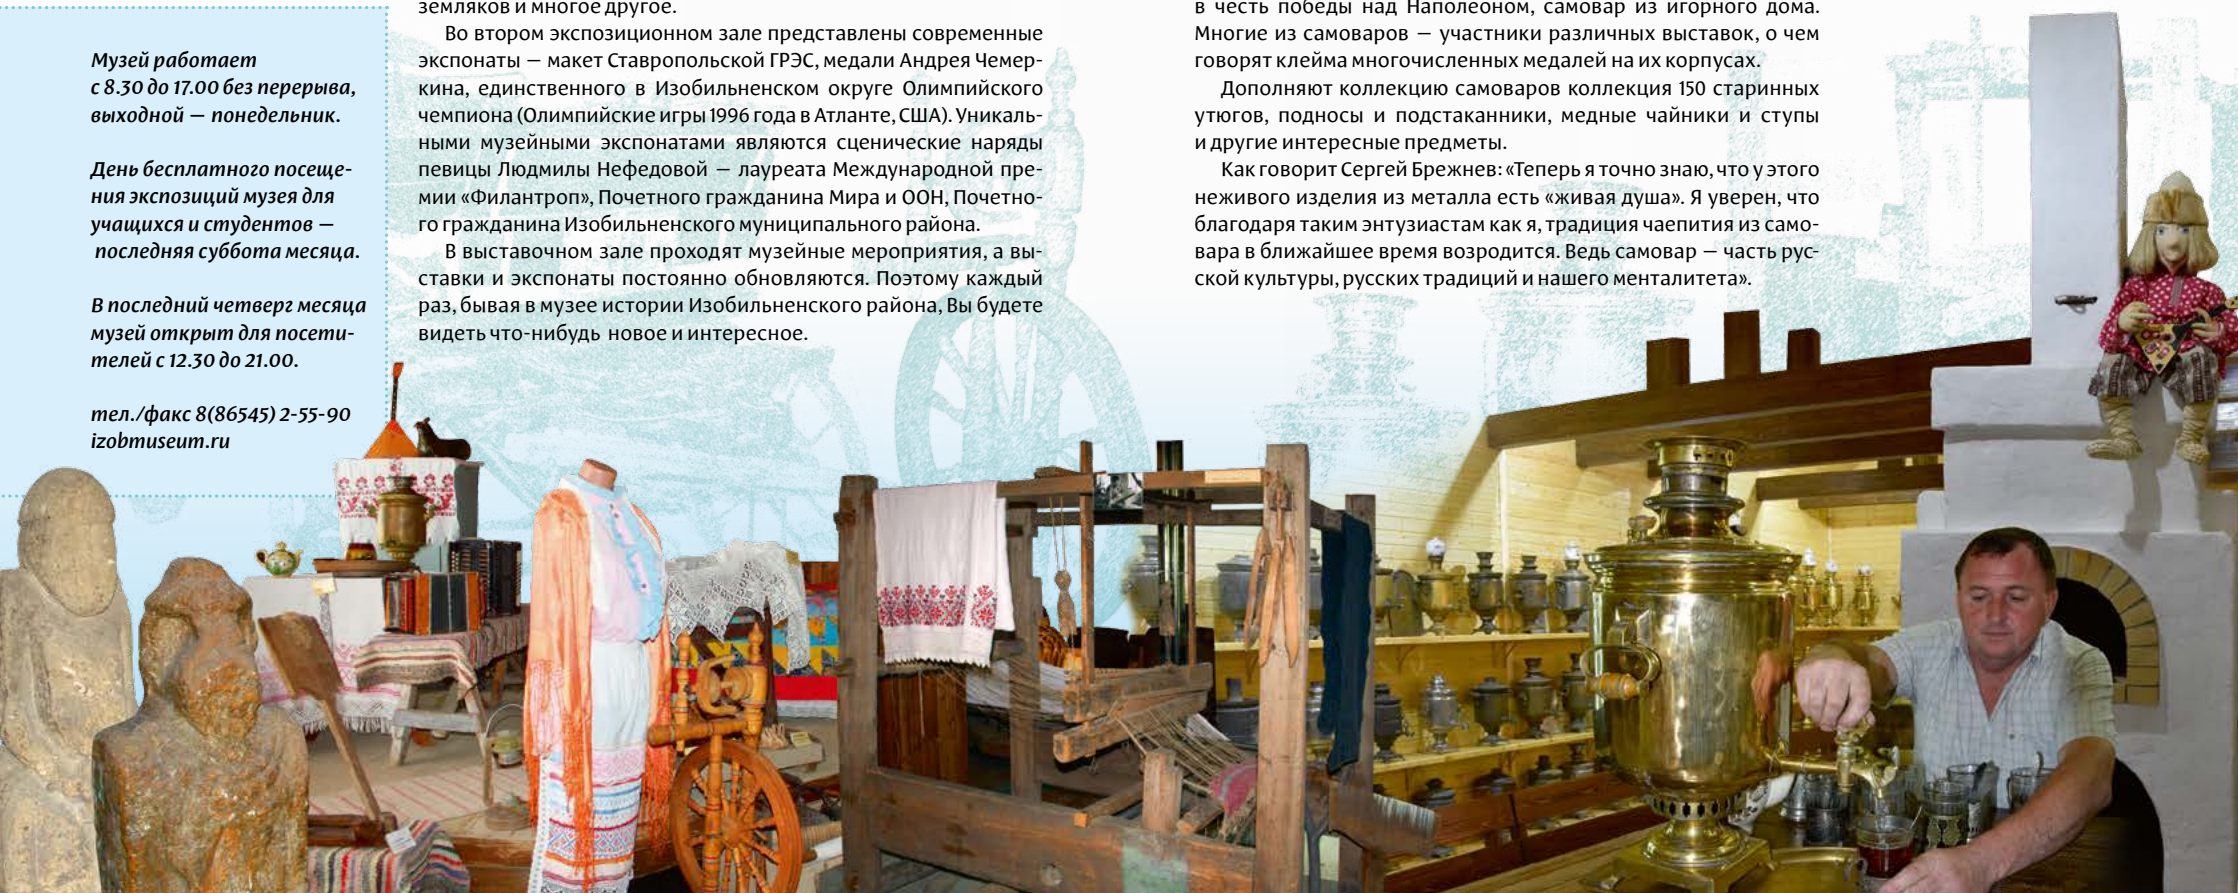 Музей работает
с 8.30 до 17.00 без перерыва,
выходной — понедельник.
День бесплатного посеще-
ния экспозиций музея для
учащихся и студентов —
последняя суббота месяца.
В последний четверг месяца
музей открыт для посети-
телей с 12.30 до 21.00.
тел./факс 8(86545) 2-55-90
izobmuseum.ru
земляков и многое другое.
Во втором экспозиционном зале представлены современные
экспонаты — макет Ставропольской ГРЭС, медали Андрея Чемер-
кина, единственного в Изобильненском округе Олимпийского
чемпиона (Олимпийские игры 1996 года в Атланте, США). Уникаль-
ными музейными экспонатами являются сценические наряды
певицы Людмилы Нефедовой — лауреата Международной пре-
мии «Филантроп», Почетного гражданина Мира и ООН, Почетно-
го гражданина Изобильненского муниципального района.
В выставочном зале проходят музейные мероприятия, а вы-
ставки и экспонаты постоянно обновляются. Поэтому каждый
раз, бывая в музее истории Изобильненского района, Вы будете
видеть что-нибудь новое и интересное.
в честь победы над Наполеоном, самовар из игорного дома.
Многие из самоваров — участники различных выставок, о чем
говорят клейма многочисленных медалей на их корпусах.
Дополняют коллекцию самоваров коллекция 150 старинных
утюгов, подносы и подстаканники, медные чайники и ступы
и другие интересные предметы.
Как говорит Сергей Брежнев: «Теперь я точно знаю, что у этого
неживого изделия из металла есть «живая душа». Я уверен, что
благодаря таким энтузиастам как я, традиция чаепития из само-
вара в ближайшее время возродится. Ведь самовар — часть рус-
ской культуры, русских традиций и нашего менталитета».